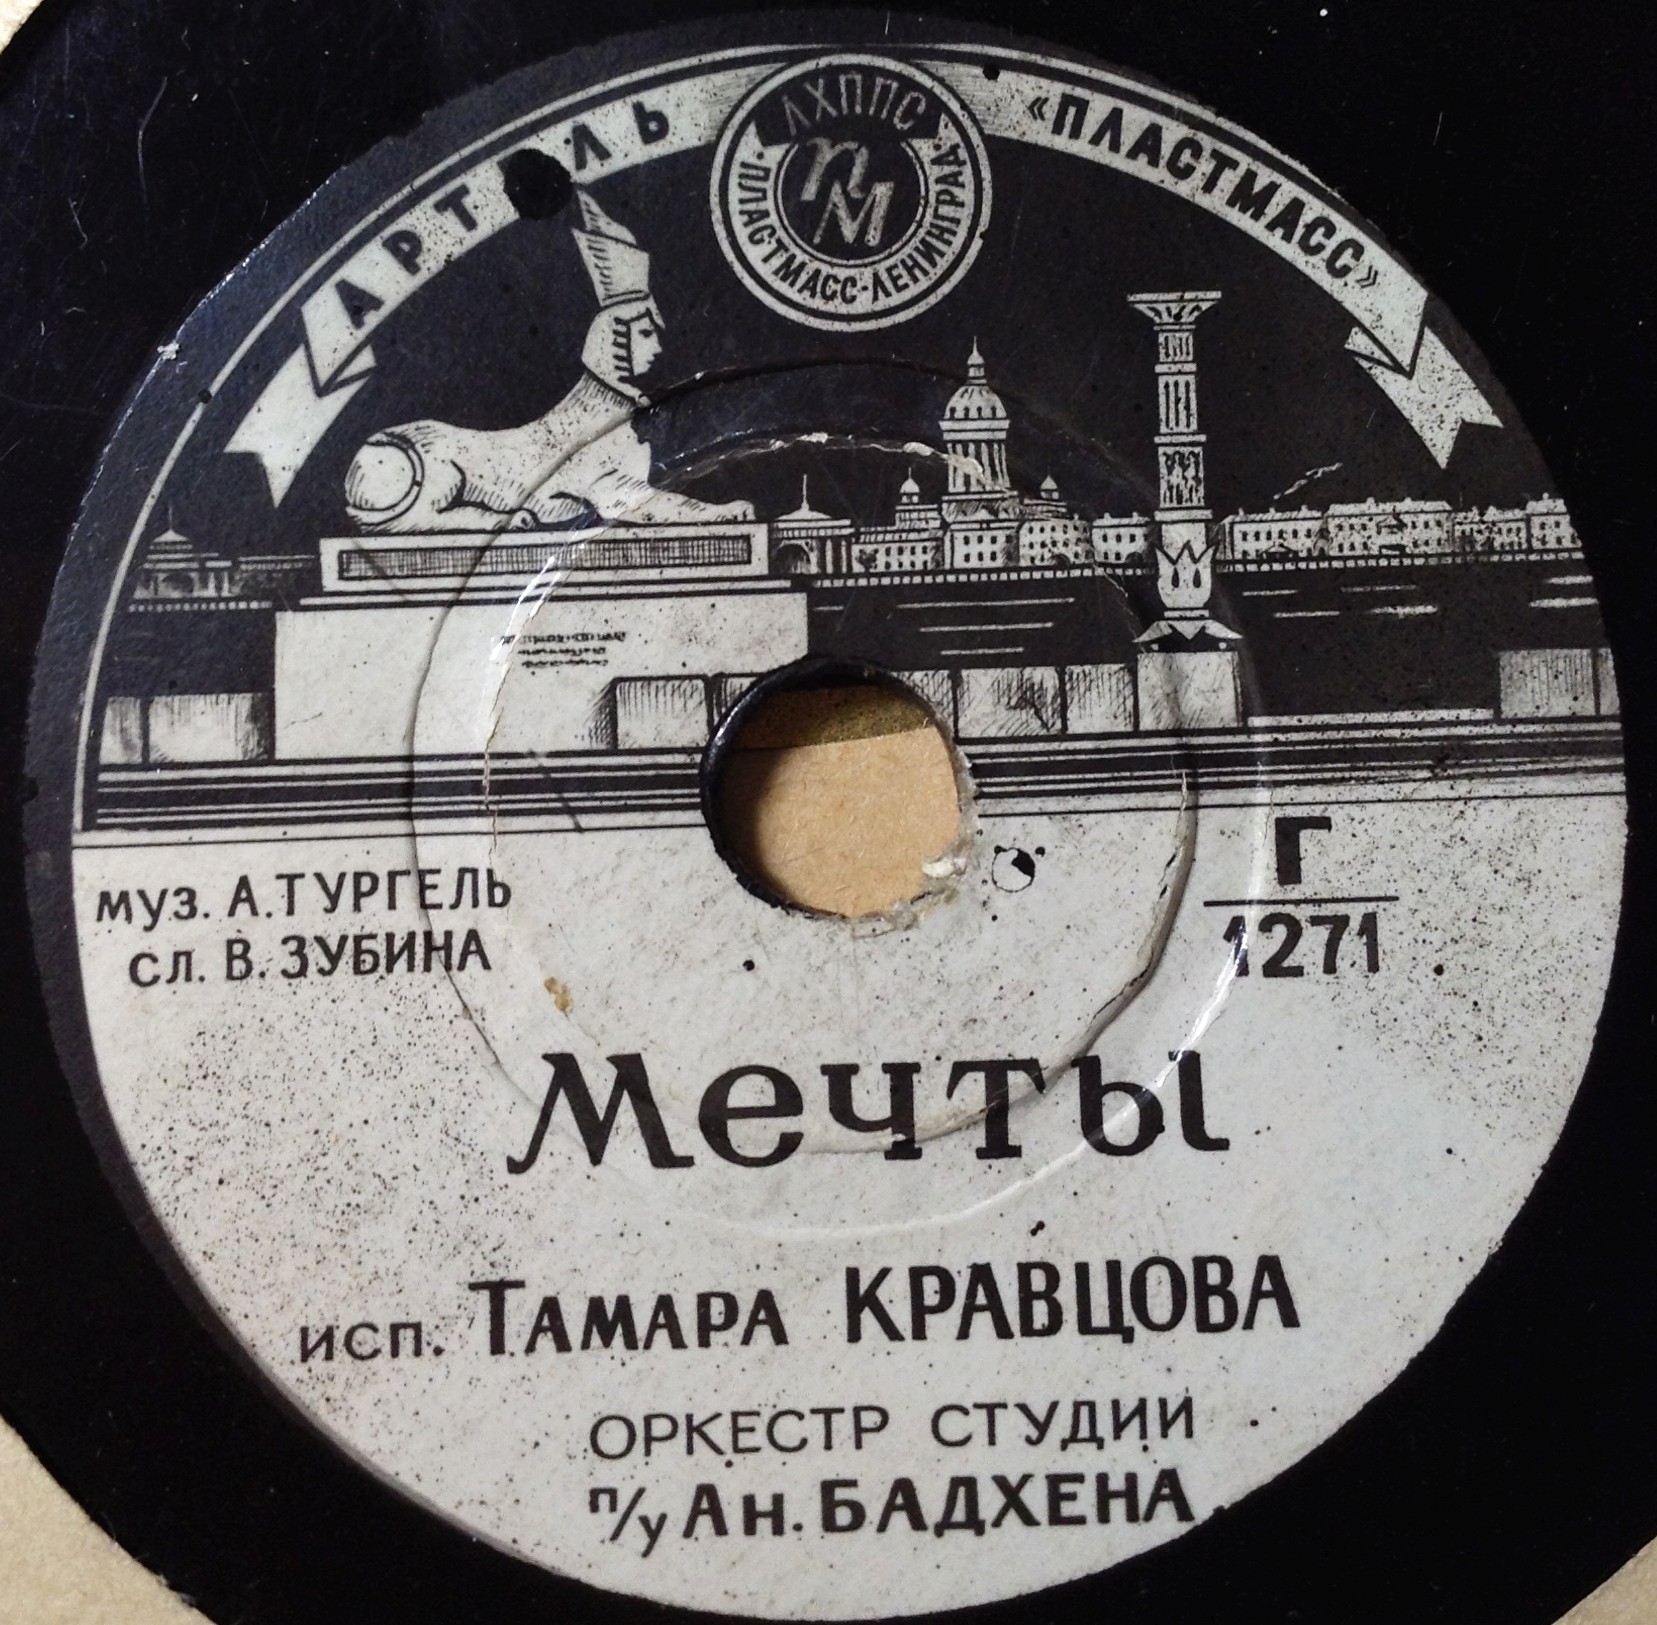 АРТЕЛЬ «ПЛАСТМАСС»
ЛХППС
ПМ
·ПЛАСТМАСС·ЛЕНИНГРАД·
муз. А. ТУРГЕЛЬ
сл. В. ЗУБИНА
Г
1271
Мечты
исп. ТАМАРА КРАВЦОВА
ОРКЕСТР СТУДИИ
п/у Ан. БАДХЕНА